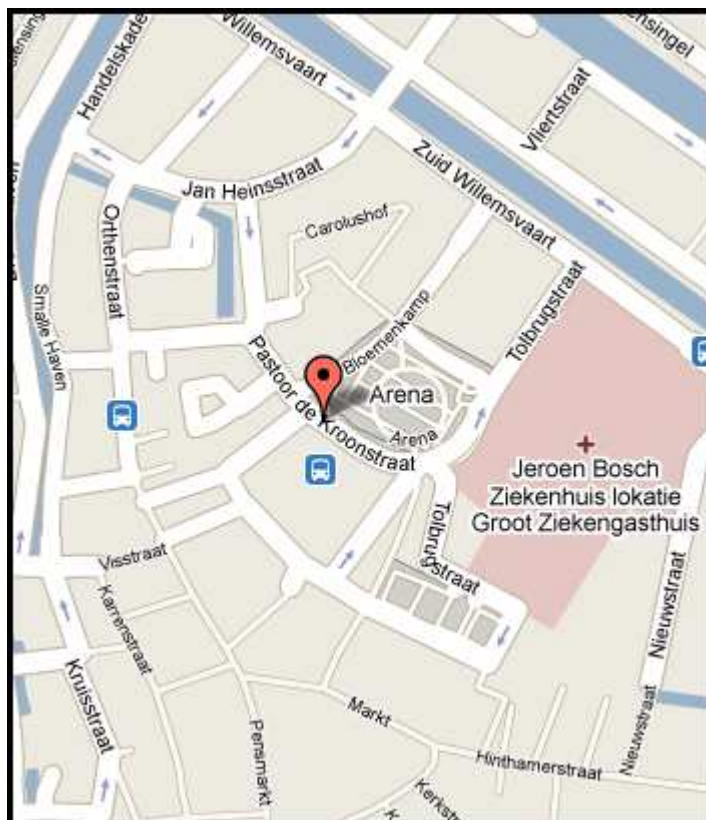 Willemsvaart
Handelskade
Vliertstraat
Zuid Willemsvaart
Jan Heinsstraat
Carolushof
Orthenstraat
Tolbrugstraat
Smalle Haven
Bloemenkamp
Pastoor de Kroonstraat
Arena
Arena
Jeroen Bosch
Ziekenhuis lokatie
Groot Ziekengasthuis
Tolbrugstraat
Visstraat
Karrenstraat
Nieuwstraat
Kruisstraat
Markt
Pensmarkt
Nieuwstraat
Hinthamerstraat